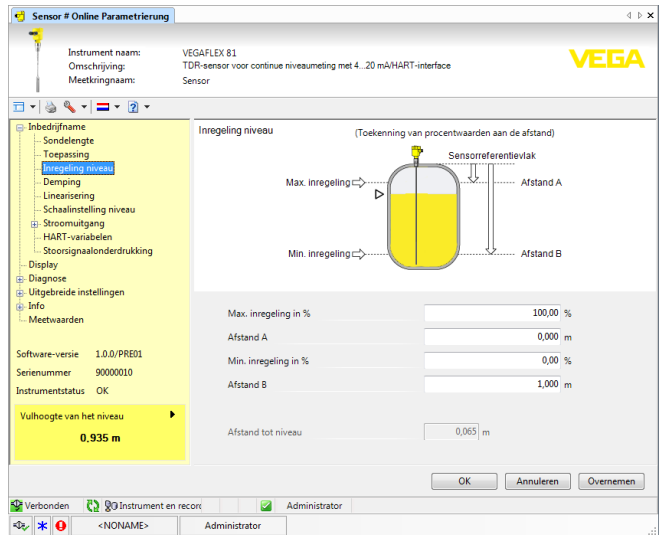 Sensor # Online Parametrierung
Instrument naam: VEGAFLEX 81
Omschrijving: TDR-sensor voor continue niveaumeting met 4...20 mA/HART-interface
Meetkringnaam: Sensor
VEGA
Inbedrijfname
Sondelengte
Toepassing
Inregeling niveau
Demping
Linearisering
Schaalinstelling niveau
Stroomuitgang
HART-variabelen
Stoorsignaalonderdrukking
Display
Diagnose
Uitgebreide instellingen
Info
Meetwaarden
Software-versie 1.0.0/PRE01
Serienummer 90000010
Instrumentstatus OK
Vulhoogte van het niveau
0,935 m
Inregeling niveau
(Toekenning van procentwaarden aan de afstand)
Sensorreferentievlak
Max. inregeling
Afstand A
Min. inregeling
Afstand B
Max. inregeling in % 100,00 %
Afstand A 0,000 m
Min. inregeling in % 0,00 %
Afstand B 1,000 m
Afstand tot niveau 0,065 m
OK Annuleren Overnemen
Verbonden Instrument en record Administrator
<NONAME> Administrator